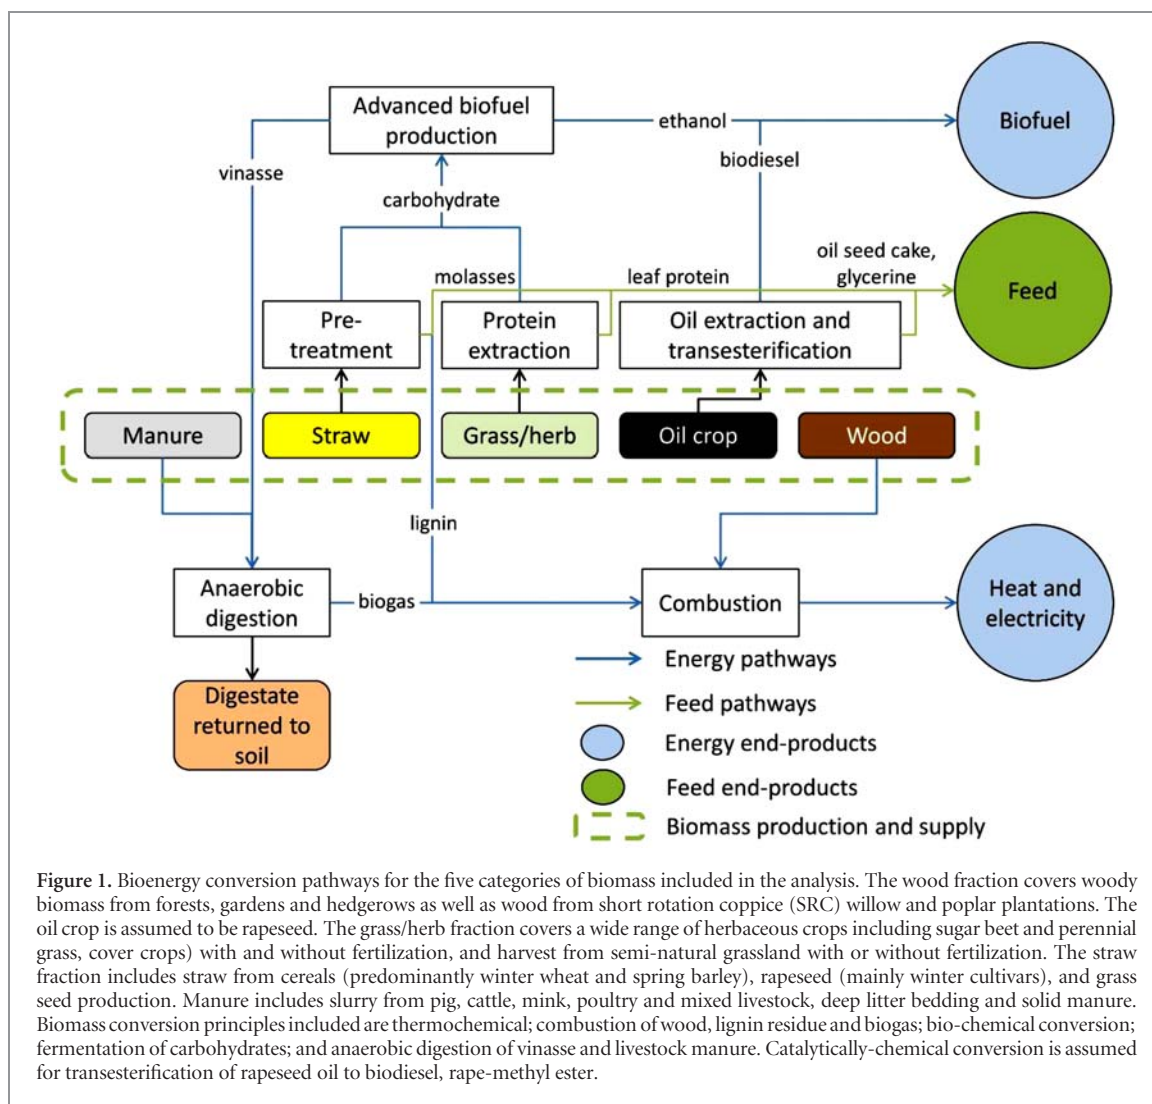 Advanced biofuel
production
ethanol
Biofuel
biodiesel
vinasse
carbohydrate
oil seed cake,
glycerine
molasses
leaf protein
Feed
Pre-
treatment
Protein
extraction
Oil extraction and
transesterification
Manure
Straw
Grass/herb
Oil crop
Wood
lignin
Anaerobic
digestion
biogas
Combustion
Heat and
electricity
Digestate
returned to
soil
Energy pathways
Feed pathways
Energy end-products
Feed end-products
Biomass production and supply
Figure 1. Bioenergy conversion pathways for the five categories of biomass included in the analysis. The wood fraction covers woody
biomass from forests, gardens and hedgerows as well as wood from short rotation coppice (SRC) willow and poplar plantations. The
oil crop is assumed to be rapeseed. The grass/herb fraction covers a wide range of herbaceous crops including sugar beet and perennial
grass, cover crops) with and without fertilization, and harvest from semi-natural grassland with or without fertilization. The straw
fraction includes straw from cereals (predominantly winter wheat and spring barley), rapeseed (mainly winter cultivars), and grass
seed production. Manure includes slurry from pig, cattle, mink, poultry and mixed livestock, deep litter bedding and solid manure.
Biomass conversion principles included are thermochemical; combustion of wood, lignin residue and biogas; bio-chemical conversion;
fermentation of carbohydrates; and anaerobic digestion of vinasse and livestock manure. Catalytically-chemical conversion is assumed
for transesterification of rapeseed oil to biodiesel, rape-methyl ester.